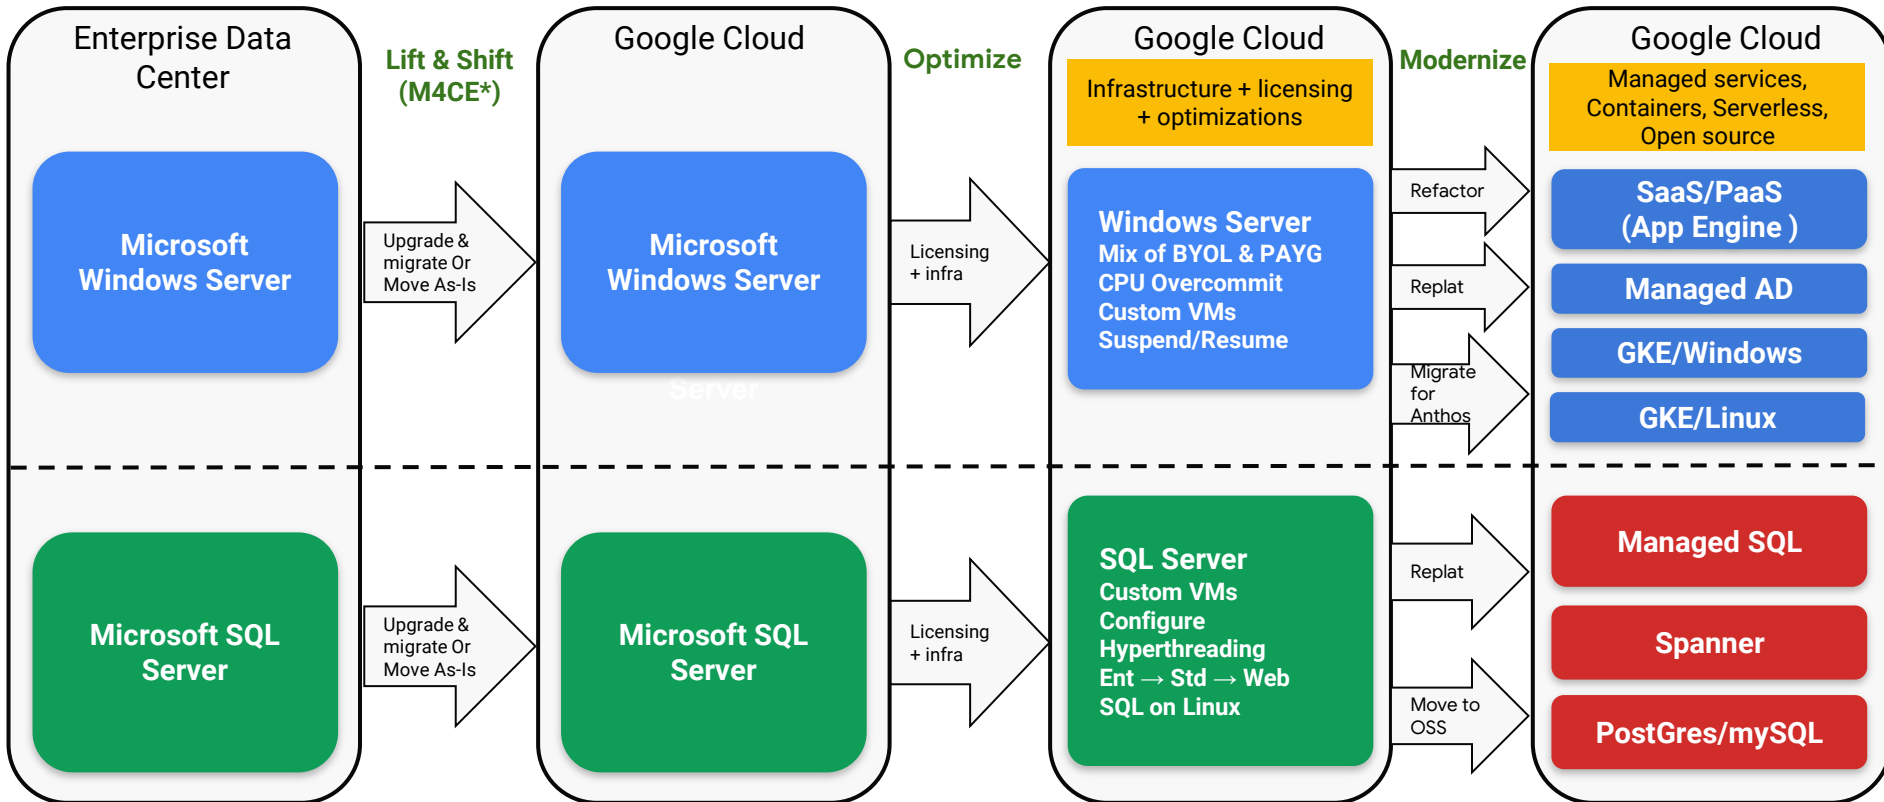 Enterprise Data
Center
Lift & Shift
(M4CE*)
Google Cloud
Optimize
Google Cloud
Infrastructure + licensing
+ optimizations
Modernize
Google Cloud
Managed services,
Containers, Serverless,
Open source
Microsoft
Windows Server
Upgrade &
migrate Or
Move As-Is
Microsoft
Windows Server
Server
Licensing
+ infra
Windows Server
Mix of BYOL & PAYG
CPU Overcommit
Custom VMs
Suspend/Resume
Refactor
Replat
Migrate
for
Anthos
SaaS/PaaS
(App Engine )
Managed AD
GKE/Windows
GKE/Linux
Microsoft SQL
Server
Upgrade &
migrate Or
Move As-Is
Microsoft SQL
Server
Licensing
+ infra
SQL Server
Custom VMs
Configure
Hyperthreading
Ent → Std → Web
SQL on Linux
Replat
Move to
OSS
Managed SQL
Spanner
PostGres/mySQL